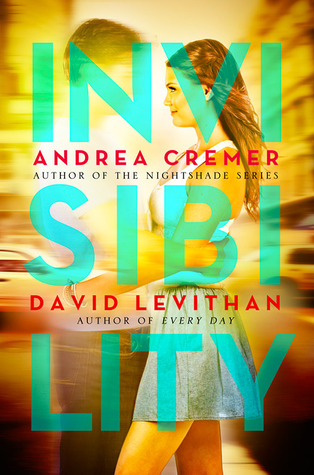 INVI
ANDREA CREMER
AUTHOR OF THE NIGHTSHADE SERIES
SIBI
DAVID LEVITHAN
AUTHOR OF EVERY DAY
LITY